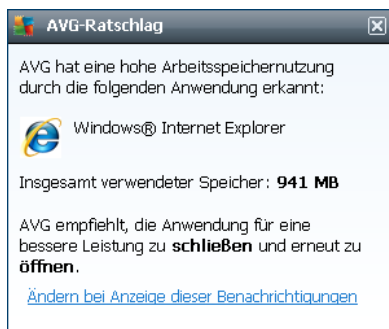 AVG-Ratschlag
AVG hat eine hohe Arbeitsspeichernutzung
durch die folgenden Anwendung erkannt:
Windows® Internet Explorer
Insgesamt verwendeter Speicher: 941 MB
AVG empfiehlt, die Anwendung für eine
bessere Leistung zu schließen und erneut zu
öffnen.
Ändern bei Anzeige dieser Benachrichtigungen